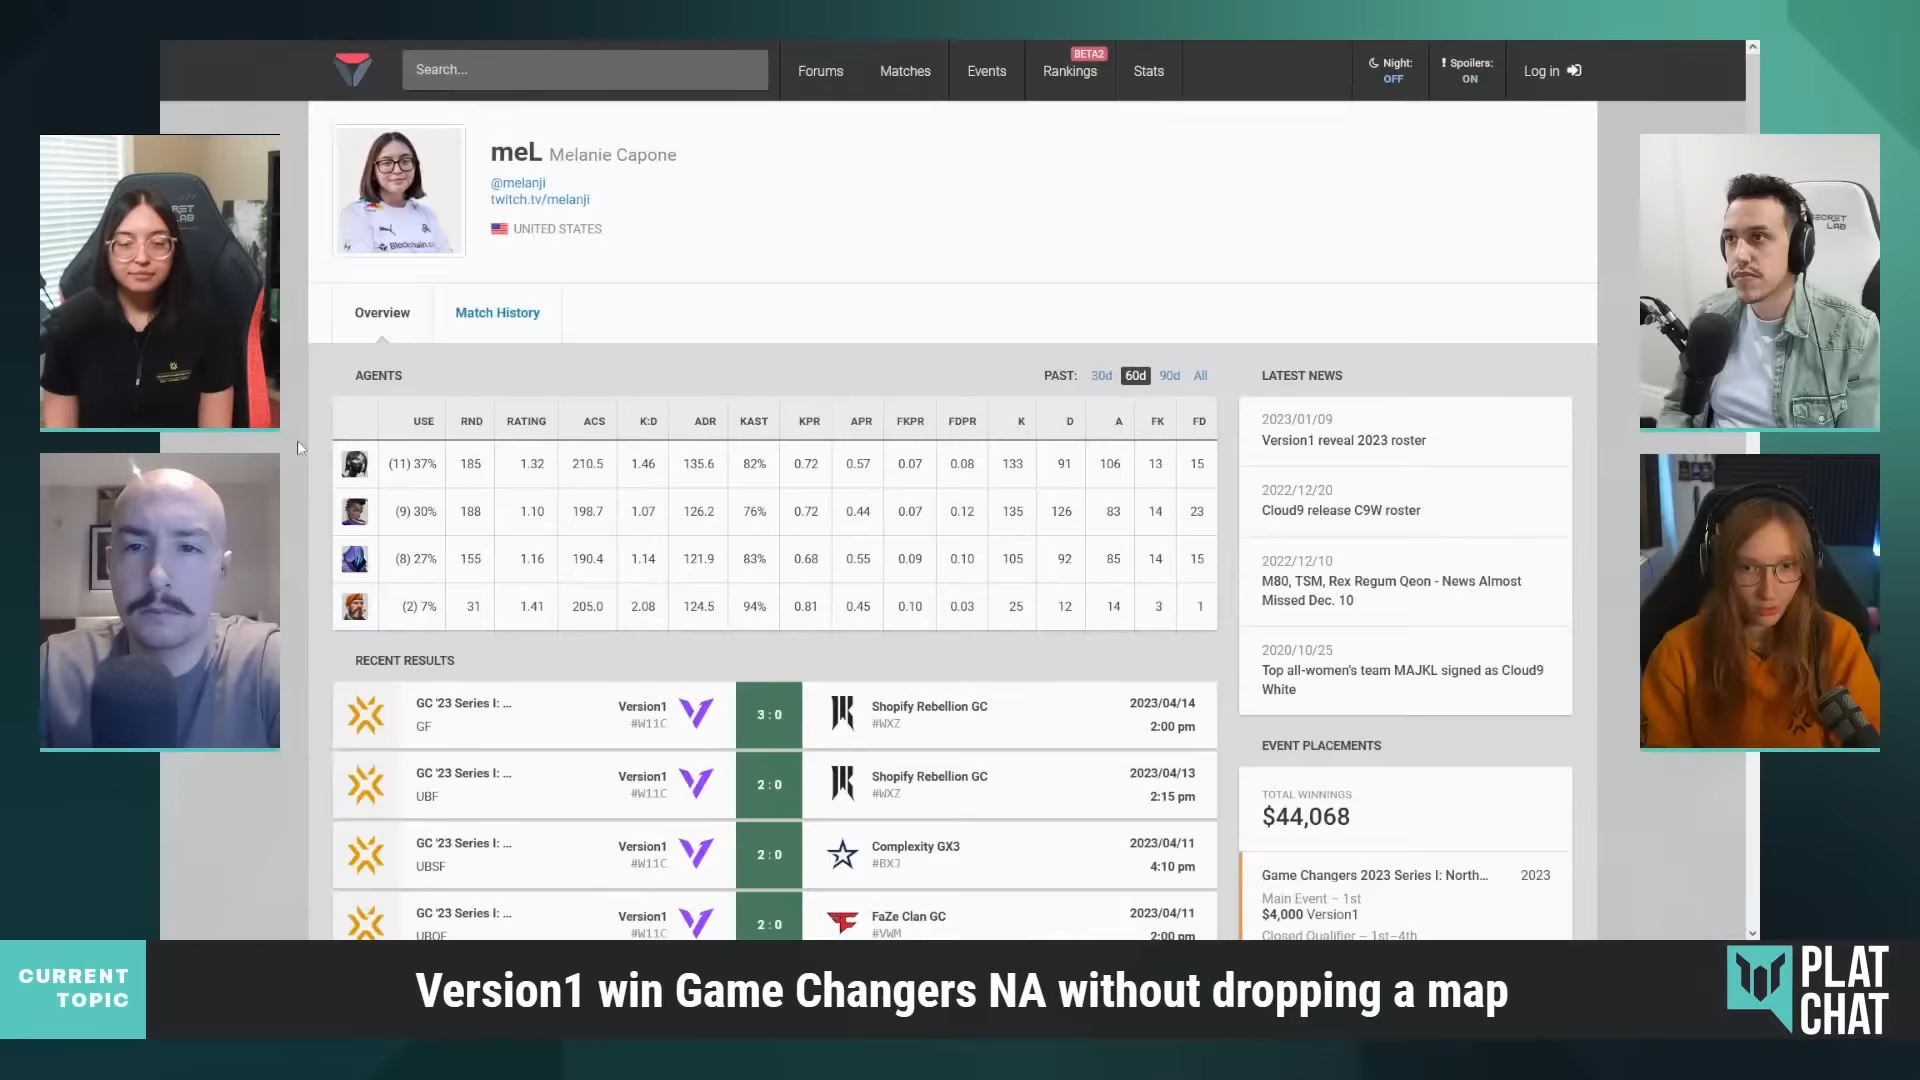 Search...
Forums
Matches
Events
BETA2
Rankings
Stats
Night:
OFF
Spoilers:
ON
Log in
meL Melanie Capone
@melanji
twitch.tv/melanji
UNITED STATES
Blockchain.c
Overview
Match History
AGENTS
PAST: 30d 60d 90d All
USE RND RATING ACS K:D ADR KAST KPR APR FKPR FDPR K D A FK FD
(11) 37% 185 1.32 210.5 1.46 135.6 82% 0.72 0.57 0.07 0.08 133 91 106 13 15
(9) 30% 188 1.10 198.7 1.07 126.2 76% 0.72 0.44 0.07 0.12 135 126 83 14 23
(8) 27% 155 1.16 190.4 1.14 121.9 83% 0.68 0.55 0.09 0.10 105 92 85 14 15
(2) 7% 31 1.41 205.0 2.08 124.5 94% 0.81 0.45 0.10 0.03 25 12 14 3 1
RECENT RESULTS
GC '23 Series I: ... Version1 3 : 0 Shopify Rebellion GC 2023/04/14
GF #W11C #WXZ 2:00 pm
GC '23 Series I: ... Version1 2 : 0 Shopify Rebellion GC 2023/04/13
UBF #W11C #WXZ 2:15 pm
GC '23 Series I: ... Version1 2 : 0 Complexity GX3 2023/04/11
UBSF #W11C #BXJ 4:10 pm
GC '23 Series I: ... Version1 2 : 0 FaZe Clan GC 2023/04/11
UBQF #W11C #VWM 2:00 pm
LATEST NEWS
2023/01/09
Version1 reveal 2023 roster
2022/12/20
Cloud9 release C9W roster
2022/12/10
M80, TSM, Rex Regum Qeon - News Almost
Missed Dec. 10
2020/10/25
Top all-women's team MAJKL signed as Cloud9
White
EVENT PLACEMENTS
TOTAL WINNINGS
$44,068
Game Changers 2023 Series I: North... 2023
Main Event – 1st
$4,000 Version1
Closed Qualifier – 1st–4th
SECRET
LAB
CURRENT
TOPIC
Version1 win Game Changers NA without dropping a map
PLAT
CHAT